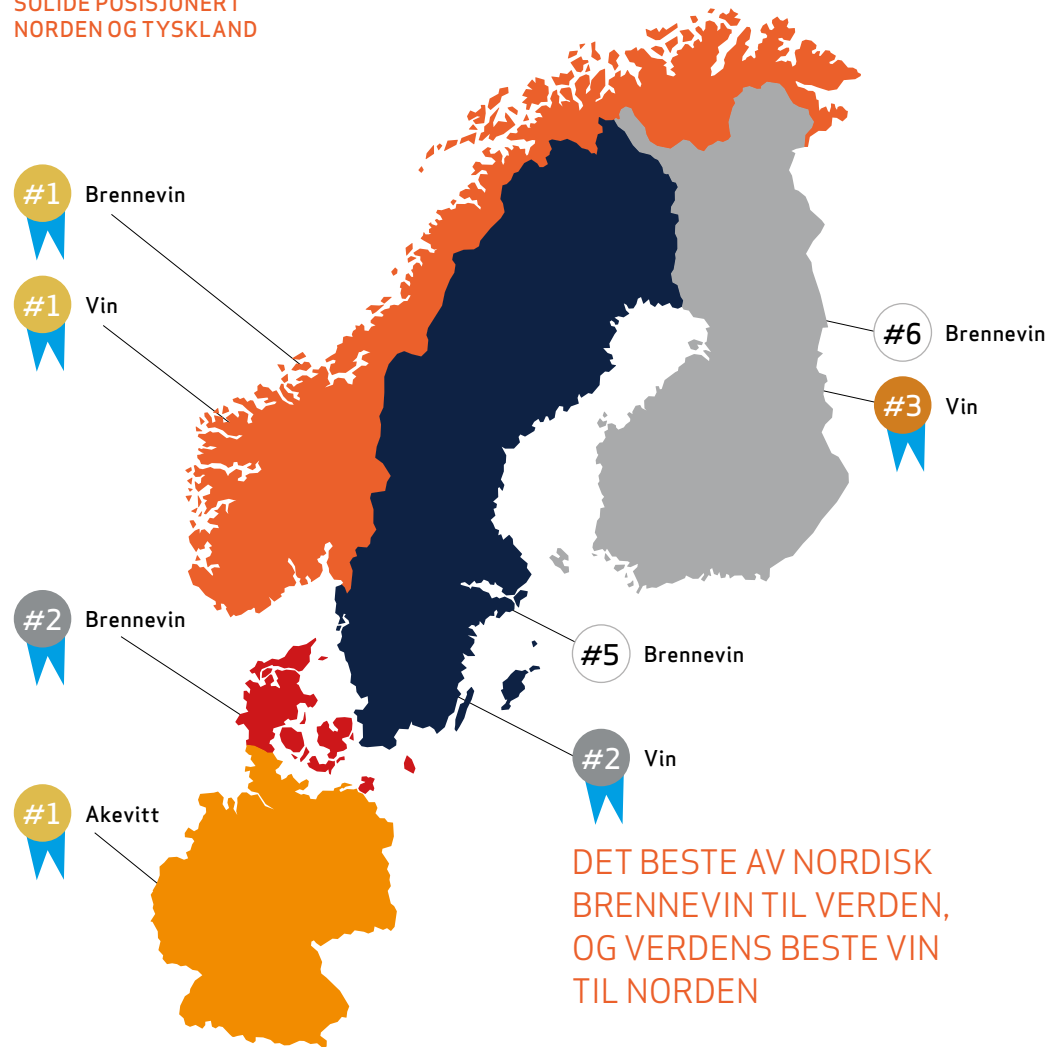 SOLIDE POSISJONER I
NORDEN OG TYSKLAND
#1 Brennevin
#1 Vin
#6 Brennevin
#3 Vin
#2 Brennevin
#5 Brennevin
#2 Vin
#1 Akevitt
DET BESTE AV NORDISK
BRENNEVIN TIL VERDEN,
OG VERDENS BESTE VIN
TIL NORDEN